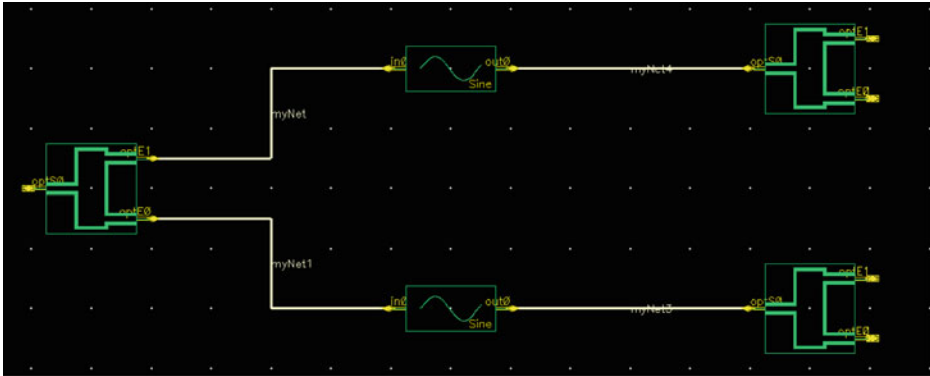 optE1
in0
out0
Sine
optS0
myNet4
optE0
myNet
optE1
optS0
optE0
myNet1
in0
out0
Sine
optS0
myNet3
optE1
optE0